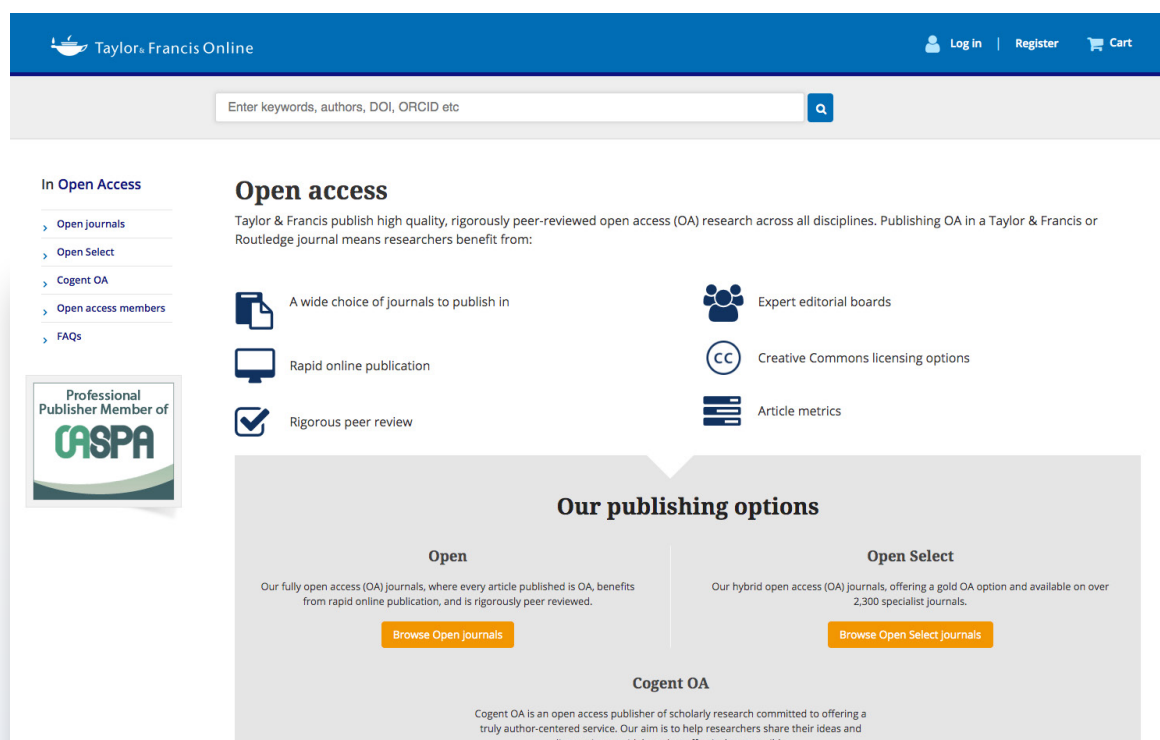 Taylor & Francis Online
Log in | Register Cart
Enter keywords, authors, DOI, ORCID etc
In Open Access
Open journals
Open Select
Cogent OA
Open access members
FAQs
Professional
Publisher Member of
OASPA
Open access
Taylor & Francis publish high quality, rigorously peer-reviewed open access (OA) research across all disciplines. Publishing OA in a Taylor & Francis or
Routledge journal means researchers benefit from:
A wide choice of journals to publish in
Rapid online publication
Rigorous peer review
Expert editorial boards
CC
Creative Commons licensing options
Article metrics
Our publishing options
Open
Our fully open access (OA) journals, where every article published is OA, benefits
from rapid online publication, and is rigorously peer reviewed.
Browse Open journals
Open Select
Our hybrid open access (OA) journals, offering a gold OA option and available on over
2,300 specialist journals.
Browse Open Select journals
Cogent OA
Cogent OA is an open access publisher of scholarly research committed to offering a
truly author-centered service. Our aim is to help researchers share their ideas and